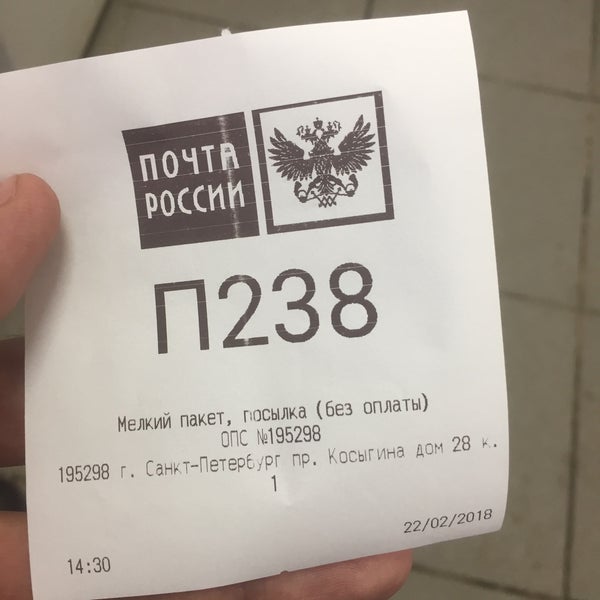 ПОЧТА
РОССИИ
П238
Мелкий пакет, посылка (без оплаты)
ОПС №195298
195298 г. Санкт-Петербург пр. Косыгина дом 28 к.
1
22/02/2018
14:30